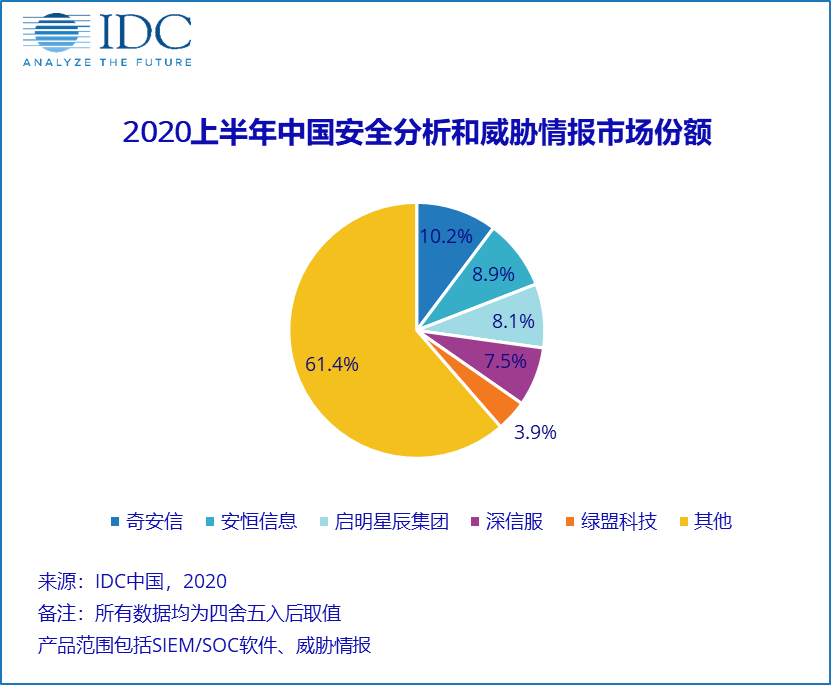 IDC
ANALYZE THE FUTURE
2020上半年中国安全分析和威胁情报市场份额
10.2%
8.9%
8.1%
7.5%
3.9%
61.4%
奇安信 安恒信息 启明星辰集团 深信服 绿盟科技 其他
来源：IDC中国，2020
备注：所有数据均为四舍五入后取值
产品范围包括SIEM/SOC软件、威胁情报